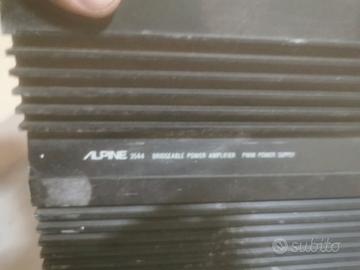 ALPINE 3544 BRIDGEABLE POWER AMPLIFIER PWM POWER SUPPLY
subito